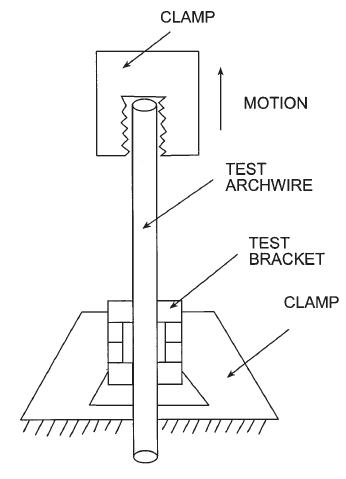 CLAMP
MOTION
TEST
ARCHWIRE
TEST
BRACKET
CLAMP